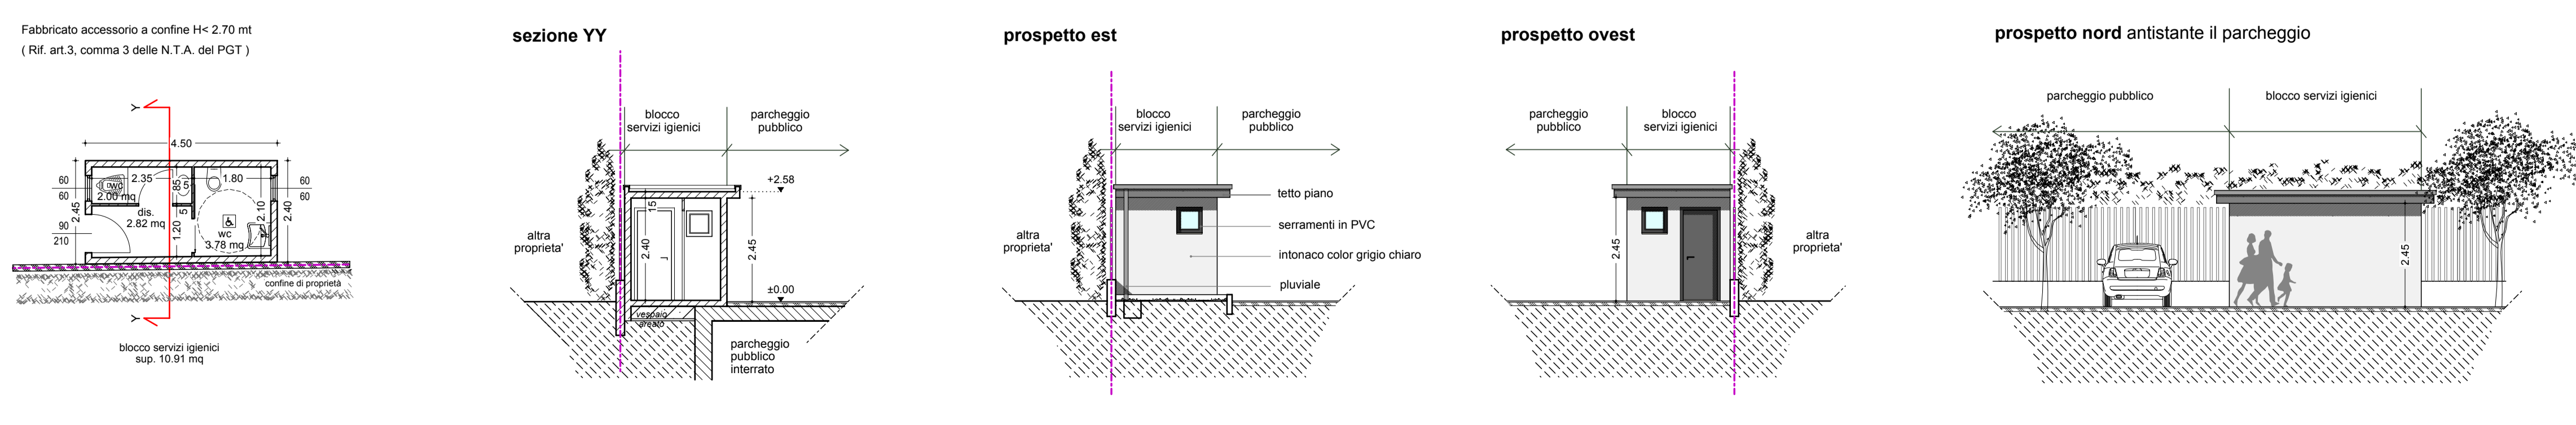 Fabbricato accessorio a confine H< 2.70 mt
( Rif. art.3, comma 3 delle N.T.A. del PGT )
Y
4.50
60
60
90
210
2.45
wc
2.00 mq
2.35
85
5
1.80
dis.
2.82 mq
5
1.20
wc
3.78 mq
2.10
2.40
60
60
confine di proprietà
Y
blocco servizi igienici
sup. 10.91 mq
sezione YY
blocco
servizi igienici
parcheggio
pubblico
+2.58
15
altra
proprieta'
2.40
2.45
±0.00
vespaio
areato
parcheggio
pubblico
interrato
prospetto est
blocco
servizi igienici
parcheggio
pubblico
altra
proprieta'
tetto piano
serramenti in PVC
intonaco color grigio chiaro
pluviale
prospetto ovest
parcheggio
pubblico
blocco
servizi igienici
2.45
altra
proprieta'
prospetto nord antistante il parcheggio
parcheggio pubblico
blocco servizi igienici
2.45